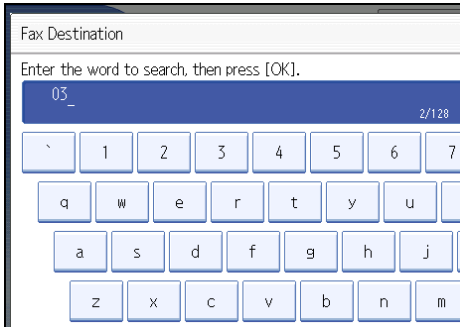 Fax Destination
Enter the word to search, then press [OK].
03_
2/128
` 1 2 3 4 5 6 7
q w e r t y u
a s d f g h j
z x c v b n m